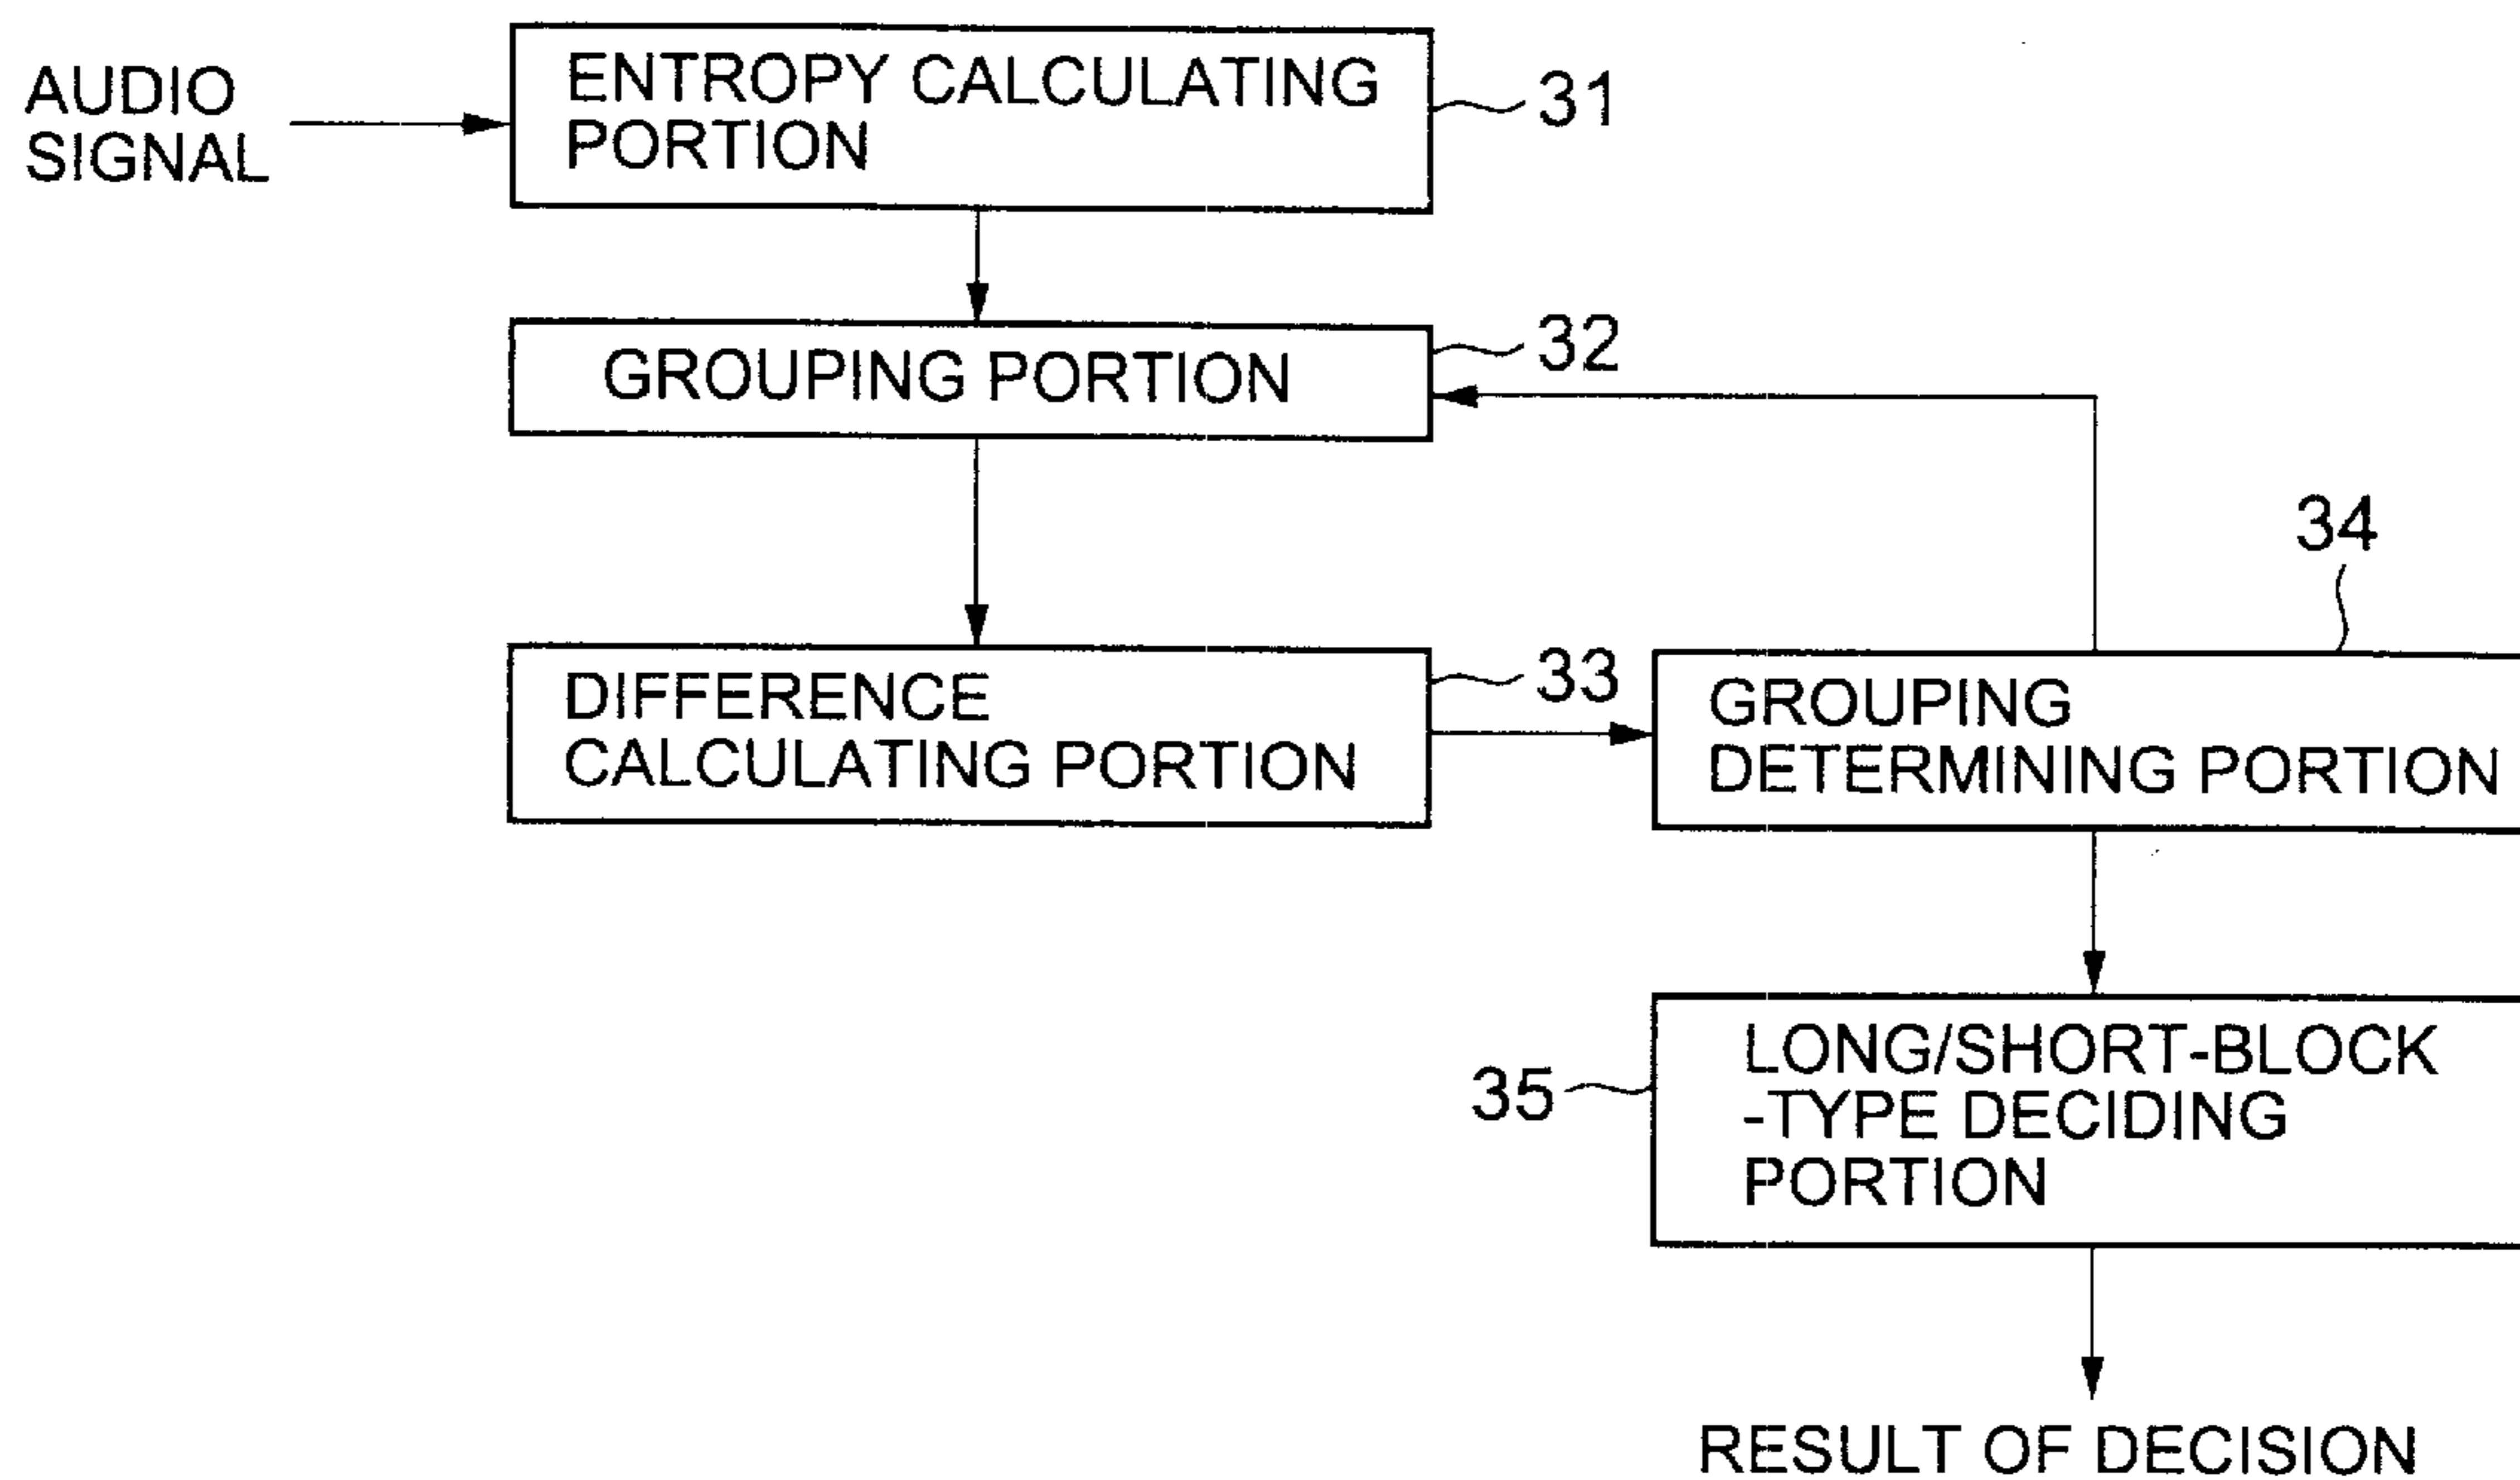 AUDIO
SIGNAL
ENTROPY CALCULATING
PORTION
31
GROUPING PORTION
32
34
DIFFERENCE
CALCULATING PORTION
33
GROUPING
DETERMINING PORTION
35
LONG/SHORT-BLOCK
-TYPE DECIDING
PORTION
RESULT OF DECISION